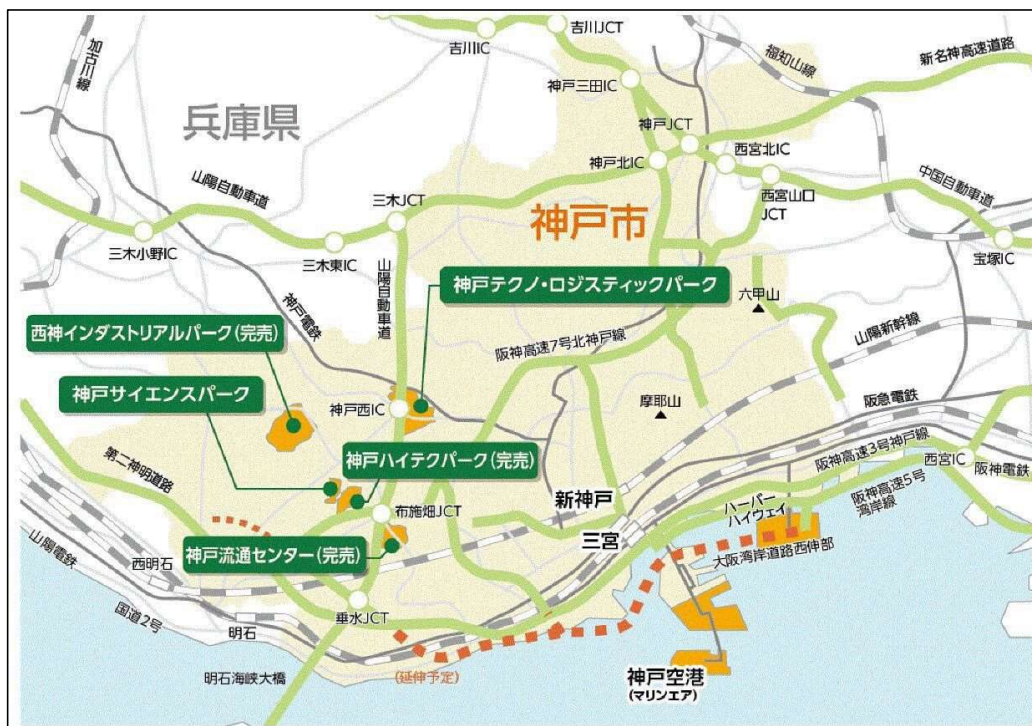 吉川JCT
吉川IC
加古川線
福知山線
新名神高速道路
神戸三田IC
兵庫県
神戸JCT
神戸北IC
西宮北IC
山陽自動車道
三木JCT
西宮山口
JCT
中国自動車道
神戸市
三木小野IC
三木東IC
宝塚IC
山陽自動車道
神戸テクノ・ロジスティックパーク
六甲山
神戸電鉄
西神インダストリアルパーク(完売)
阪神高速7号北神戸線
山陽新幹線
神戸サイエンスパーク
神戸西IC
摩耶山
阪急電鉄
神戸ハイテクパーク(完売)
第二神明道路
阪神高速3号神戸線
西宮IC
阪神電鉄
新神戸
ハーバー
ハイウェイ
阪神高速5号
湾岸線
布施畑JCT
三宮
山陽電鉄
神戸流通センター(完売)
大阪湾岸道路西伸部
西明石
国道2号
明石
垂水JCT
明石海峡大橋
(延伸予定)
神戸空港
(マリンエア)